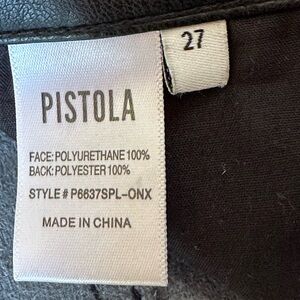 27
PISTOLA
FACE: POLYURETHANE 100%
BACK: POLYESTER 100%
STYLE # P6637SPL-ONX
MADE IN CHINA